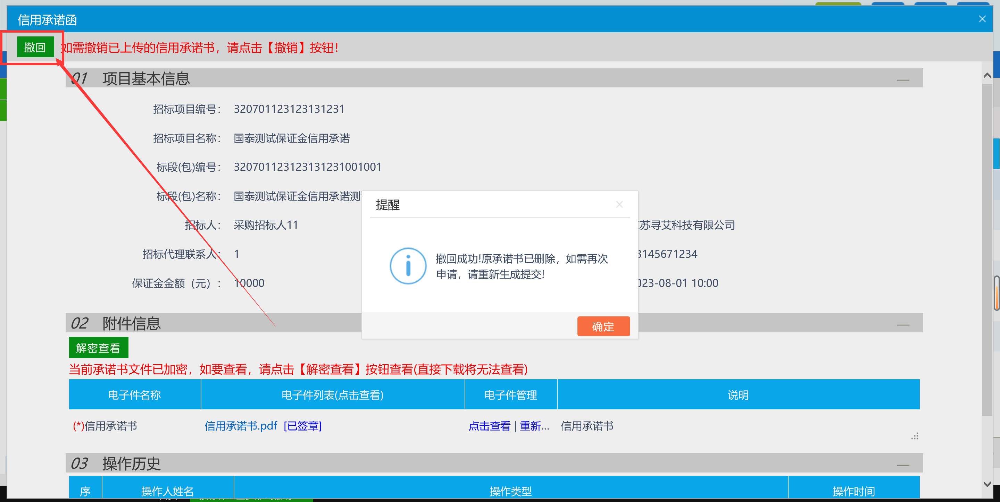 信用承诺函
撤回 如需撤销已上传的信用承诺书，请点击【撤销】按钮！
01 项目基本信息
招标项目编号： 320701123123131231
招标项目名称： 国泰测试保证金信用承诺
标段(包)编号： 320701123123131231001001
标段(包)名称： 国泰测试保证金信用承诺测
招标人： 采购招标人11 苏寻艾科技有限公司
招标代理联系人： 1 3145671234
保证金金额（元）： 10000 023-08-01 10:00
提醒
撤回成功!原承诺书已删除，如需再次
申请，请重新生成提交!
确定
02 附件信息
解密查看
当前承诺书文件已加密，如要查看，请点击【解密查看】按钮查看(直接下载将无法查看)
电子件名称 电子件列表(点击查看) 电子件管理 说明
(*)信用承诺书 信用承诺书.pdf [已签章] 点击查看 | 重新... 信用承诺书
03 操作历史
序 操作人姓名 操作类型 操作时间